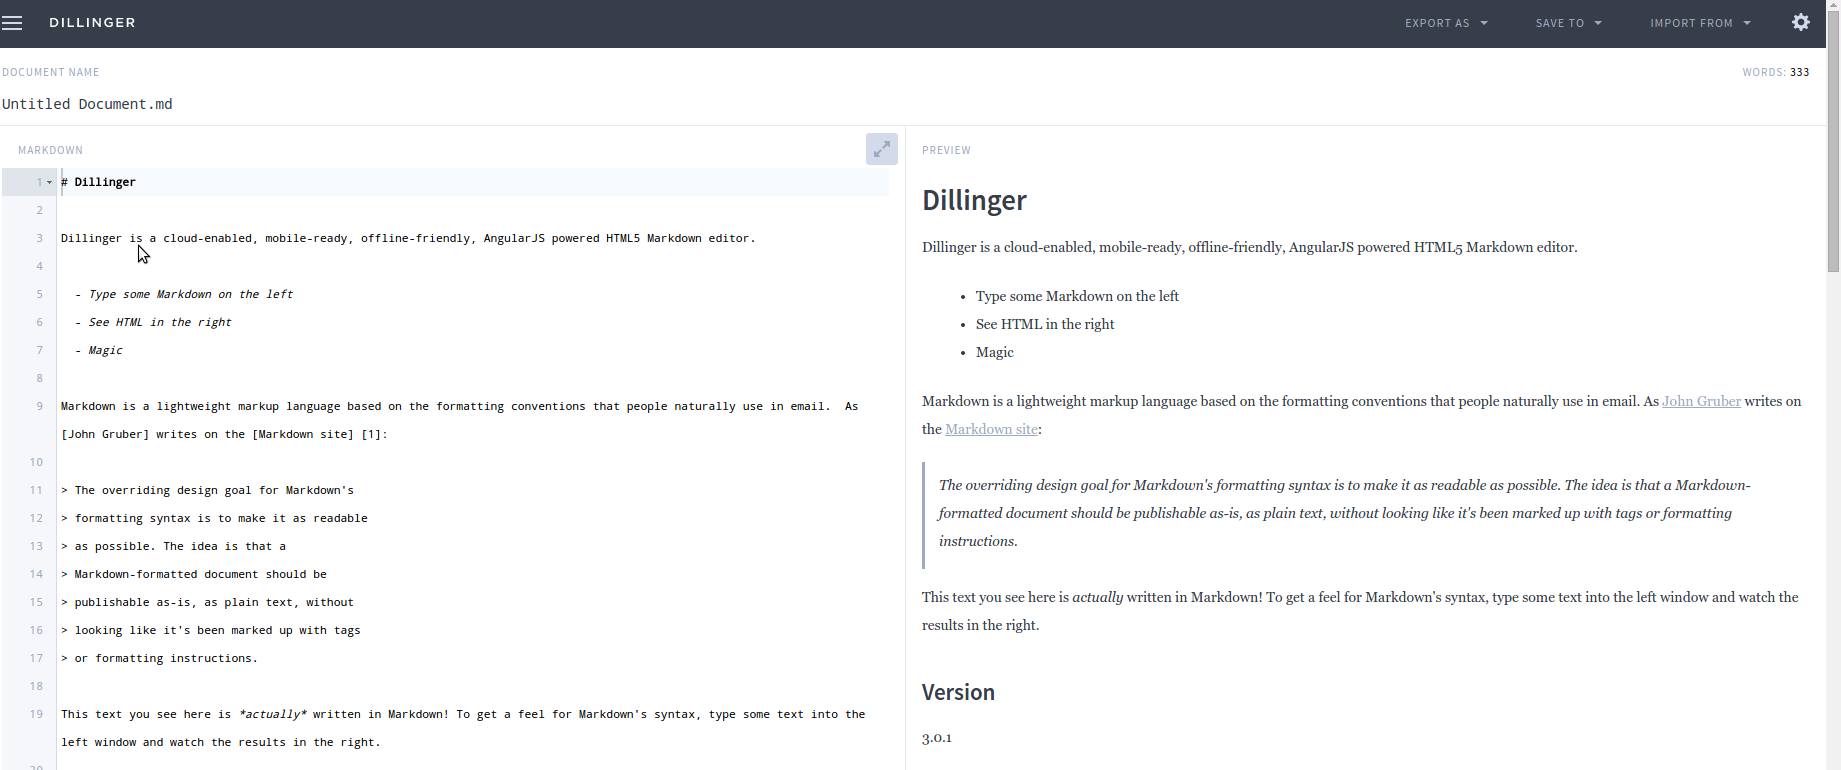 DILLINGER
EXPORT AS
SAVE TO
IMPORT FROM
DOCUMENT NAME
WORDS: 333
Untitled Document.md
MARKDOWN
1 # Dillinger
2
3 Dillinger is a cloud-enabled, mobile-ready, offline-friendly, AngularJS powered HTML5 Markdown editor.
4
5 - Type some Markdown on the left
6 - See HTML in the right
7 - Magic
8
9 Markdown is a lightweight markup language based on the formatting conventions that people naturally use in email.  As
[John Gruber] writes on the [Markdown site] [1]:
10
11 > The overriding design goal for Markdown's
12 > formatting syntax is to make it as readable
13 > as possible. The idea is that a
14 > Markdown-formatted document should be
15 > publishable as-is, as plain text, without
16 > looking like it's been marked up with tags
17 > or formatting instructions.
18
19 This text you see here is *actually* written in Markdown! To get a feel for Markdown's syntax, type some text into the
left window and watch the results in the right.
PREVIEW
Dillinger
Dillinger is a cloud-enabled, mobile-ready, offline-friendly, AngularJS powered HTML5 Markdown editor.
• Type some Markdown on the left
• See HTML in the right
• Magic
Markdown is a lightweight markup language based on the formatting conventions that people naturally use in email. As John Gruber writes on
the Markdown site:
The overriding design goal for Markdown's formatting syntax is to make it as readable as possible. The idea is that a Markdown-
formatted document should be publishable as-is, as plain text, without looking like it's been marked up with tags or formatting
instructions.
This text you see here is actually written in Markdown! To get a feel for Markdown's syntax, type some text into the left window and watch the
results in the right.
Version
3.0.1